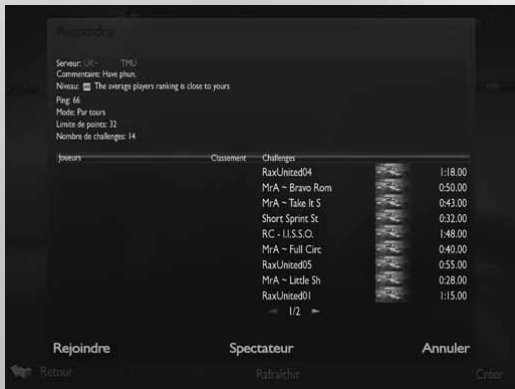 Rejoindre
Serveur: UK- TMU
Commentaire: Have phun.
Niveau: The average players ranking is close to yours
Ping: 66
Mode: Par tours
Limite de points: 32
Nombre de challenges: 14
Joueurs Classement Challenges
RaxUnited04 1:18.00
MrA ~ Bravo Rom 0:50.00
MrA ~ Take It S 0:43.00
Short Sprint St 0:32.00
RC - I.I.S.S.O. 1:48.00
MrA ~ Full Circ 0:40.00
RaxUnited05 0:55.00
MrA ~ Little Sh 0:28.00
RaxUnited01 1:15.00
1/2
Rejoindre Spectateur Annuler
Retour Rafraîchir Créer